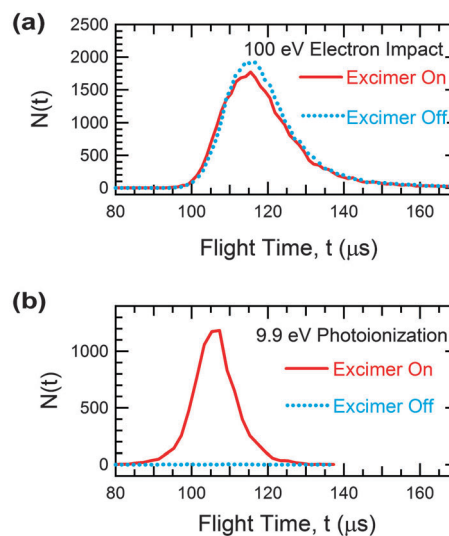 (a)
2500
2000
1500
1000
500
0
N(t)
100 eV Electron Impact
Excimer On
Excimer Off
80 100 120 140 160
Flight Time, t (μs)
(b)
1000
500
0
N(t)
9.9 eV Photoionization
Excimer On
Excimer Off
80 100 120 140 160
Flight Time, t (μs)